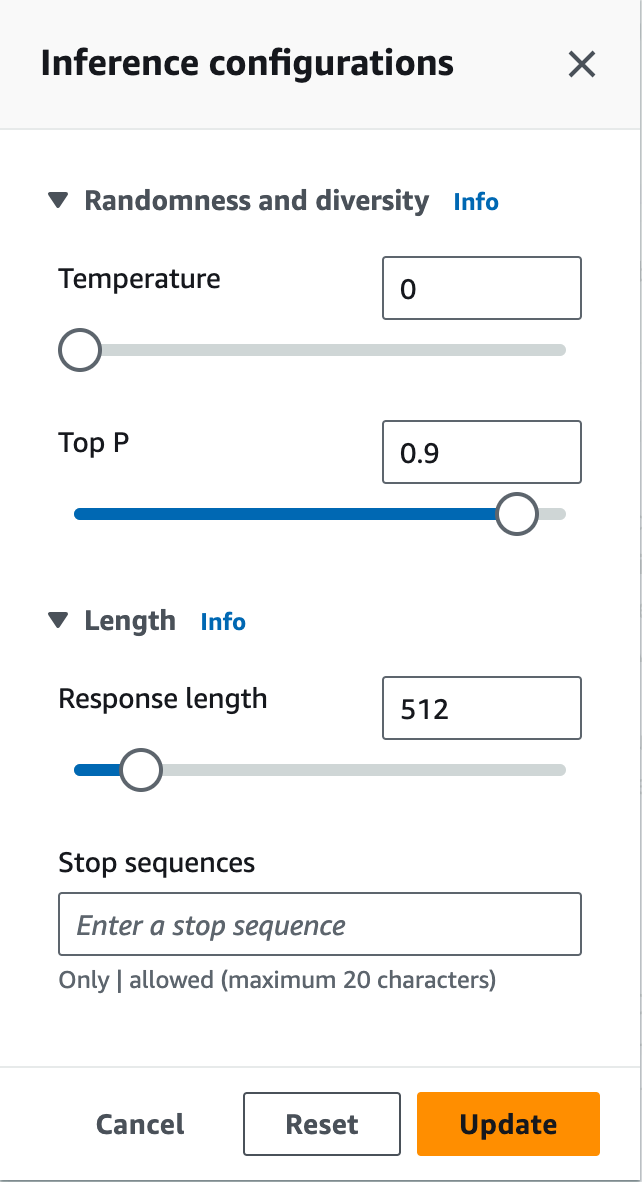 Inference configurations
Randomness and diversity Info
Temperature 0
Top P 0.9
Length Info
Response length 512
Stop sequences
Enter a stop sequence
Only | allowed (maximum 20 characters)
Cancel Reset Update